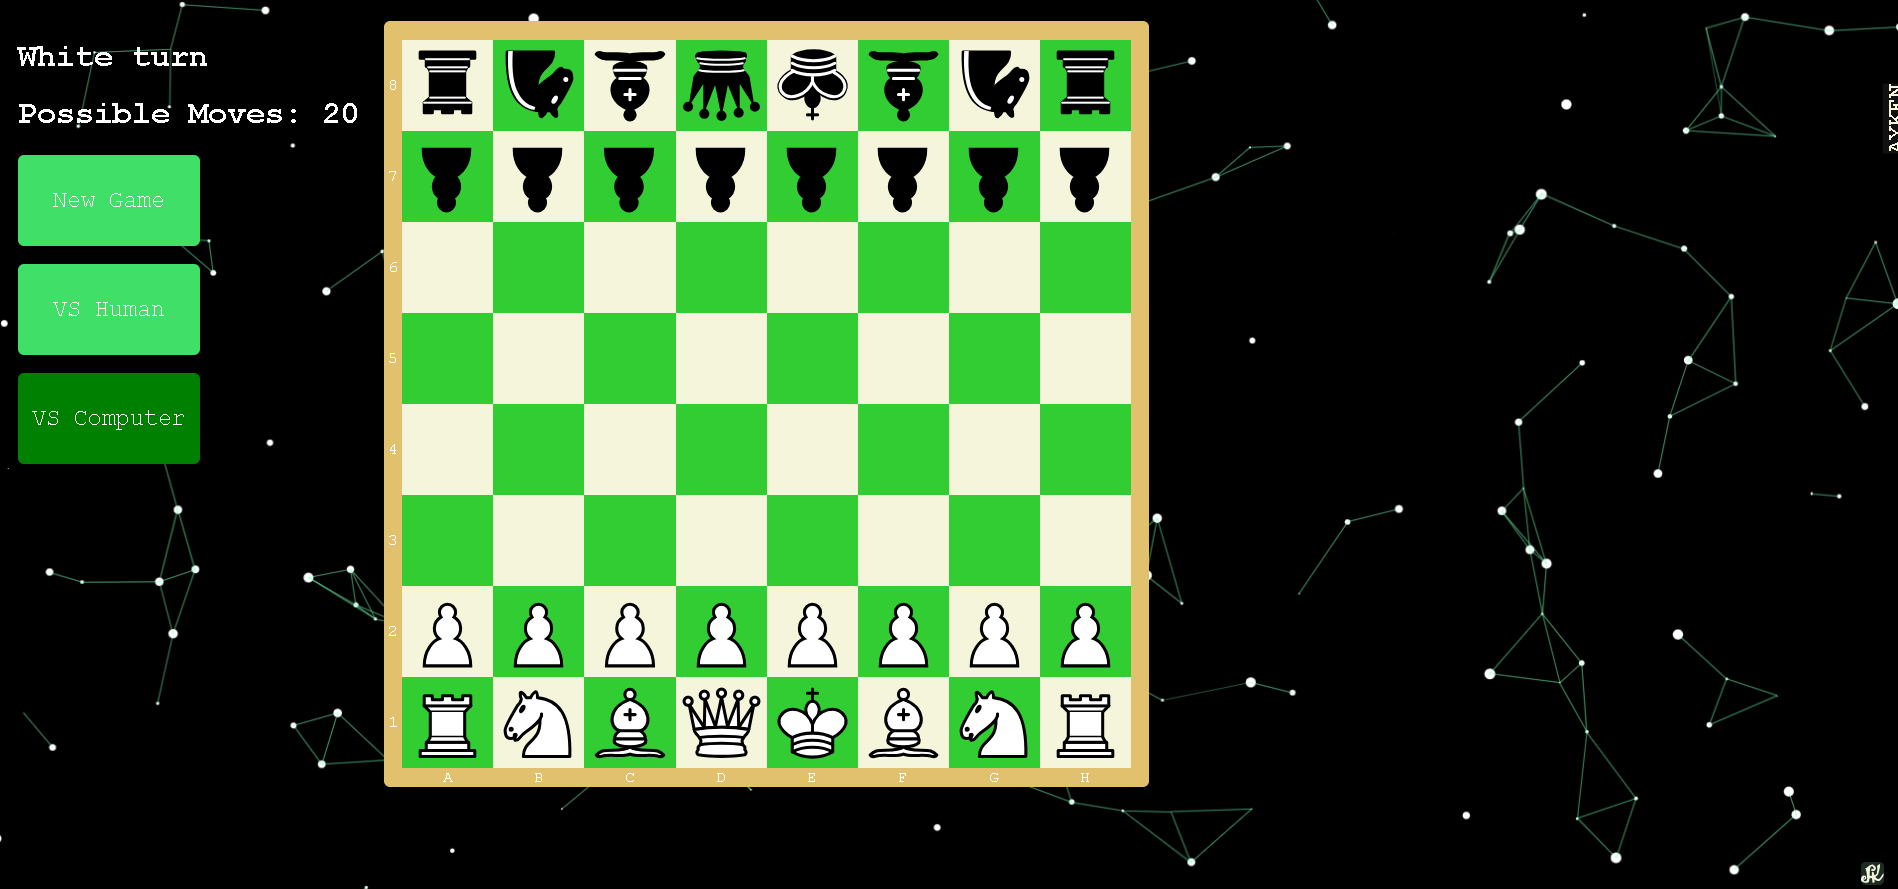 White turn
Possible Moves: 20
New Game
VS Human
VS Computer
8
7
6
5
4
3
2
1
A B C D E F G H
AYKEN